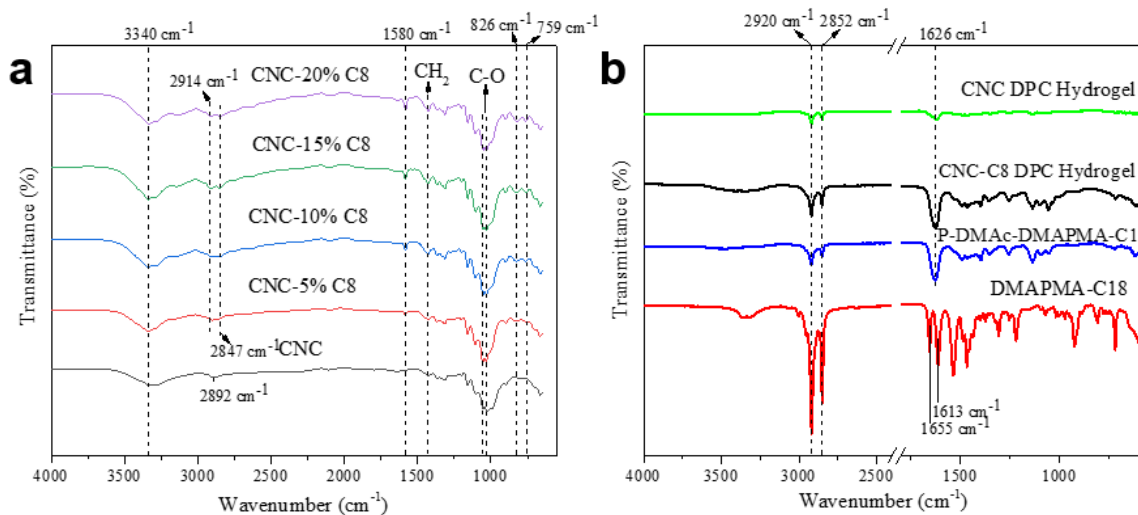 a
3340 cm-1
1580 cm-1
826 cm-1
759 cm-1
2914 cm-1
CNC-20% C8
CH2
C-O
CNC-15% C8
CNC-10% C8
CNC-5% C8
2847 cm-1
CNC
2892 cm-1
Transmittance (%)
4000 3500 3000 2500 2000 1500 1000
Wavenumber (cm-1)
b
2920 cm-1
2852 cm-1
1626 cm-1
CNC DPC Hydrogel
CNC-C8 DPC Hydrogel
P-DMAc-DMAPMA-C1
DMAPMA-C18
1613 cm-1
1655 cm-1
Transmittance (%)
4000 3500 3000 2500 1500 1000
Wavenumber (cm-1)